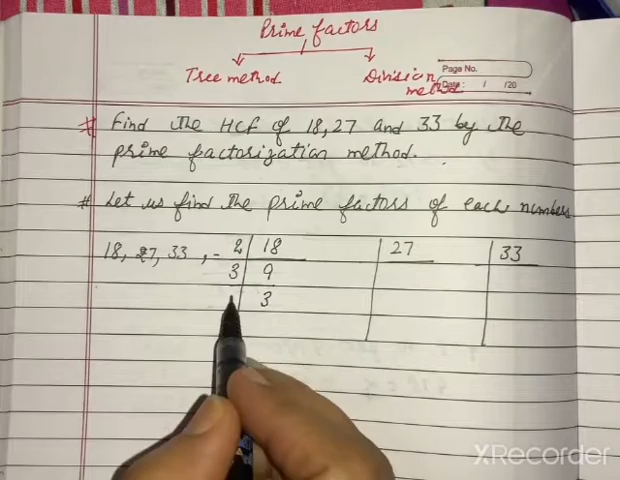 Prime factors
Tree method
Division method
Page No.
Date : / /20
# Find the HCF of 18, 27 and 33 by the
prime factorization method.
# Let us find the prime factors of each numbers
18, 27, 33, - 2 | 18 | 27 | 33
3 | 9
3
XRecorder